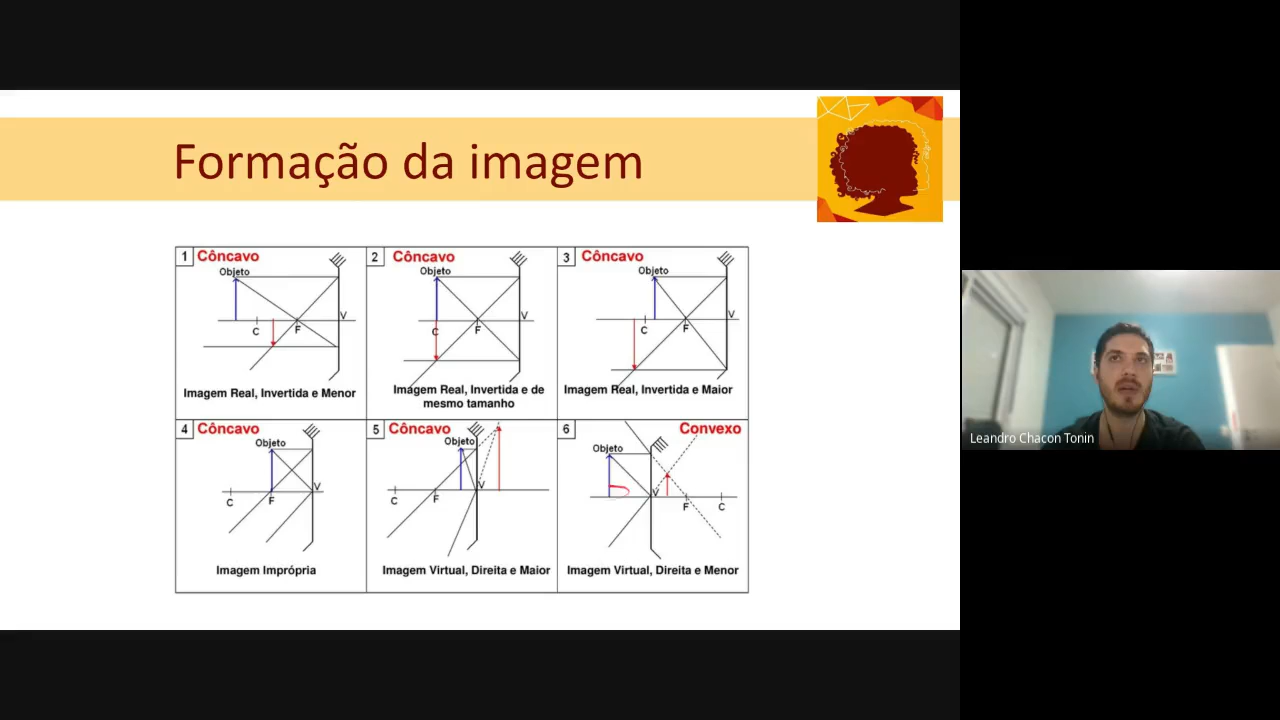 Formação da imagem
1 Côncavo
Objeto
C F V
Imagem Real, Invertida e Menor
2 Côncavo
Objeto
C F V
Imagem Real, Invertida e de
mesmo tamanho
3 Côncavo
Objeto
C F V
Imagem Real, Invertida e Maior
4 Côncavo
Objeto
C F V
Imagem Imprópria
5 Côncavo
Objeto
C F V
Imagem Virtual, Direita e Maior
6 Convexo
Objeto
V F C
Imagem Virtual, Direita e Menor
Leandro Chacon Tonin